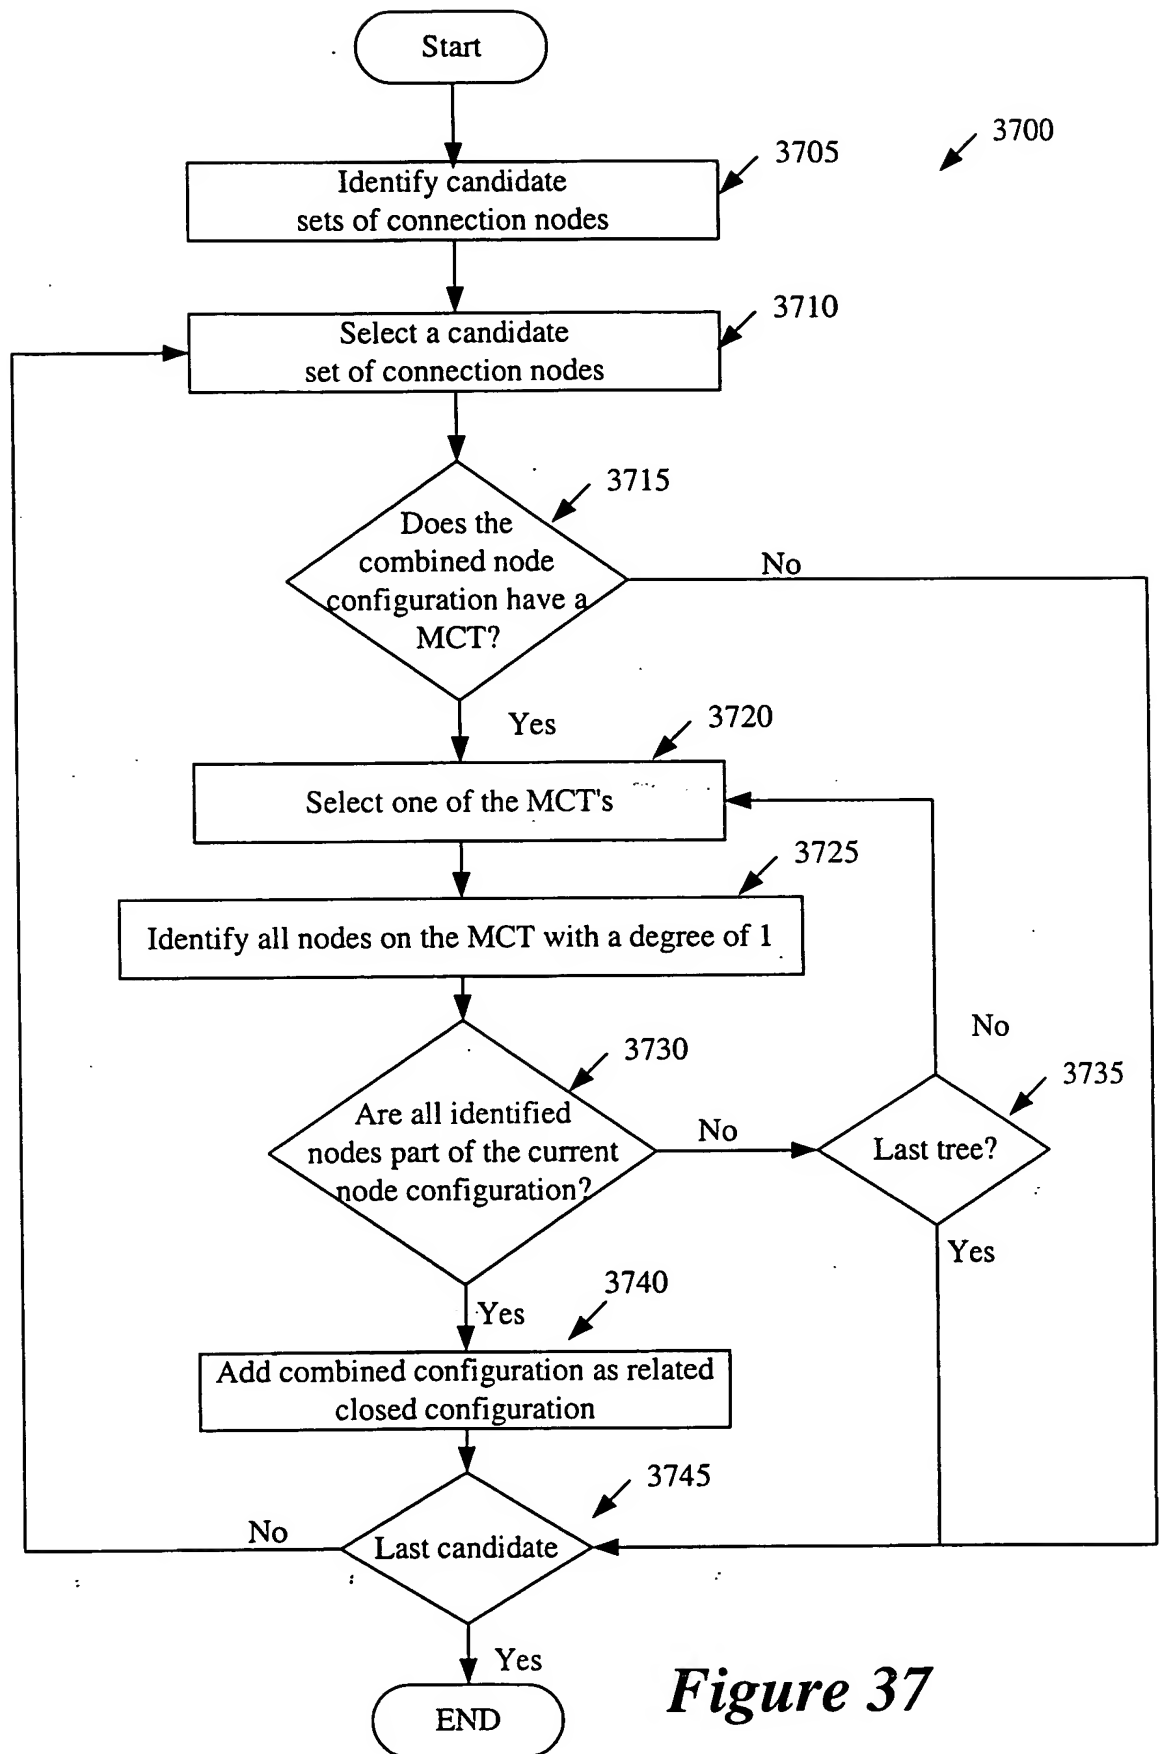 Start
3700
3705
Identify candidate
sets of connection nodes
3710
Select a candidate
set of connection nodes
3715
Does the
combined node
configuration have a
MCT?
No
Yes
3720
Select one of the MCT's
3725
Identify all nodes on the MCT with a degree of 1
No
3730
3735
Are all identified
nodes part of the current
node configuration?
No
Last tree?
Yes
3740
Yes
Add combined configuration as related
closed configuration
3745
No
Last candidate
Yes
END
Figure 37